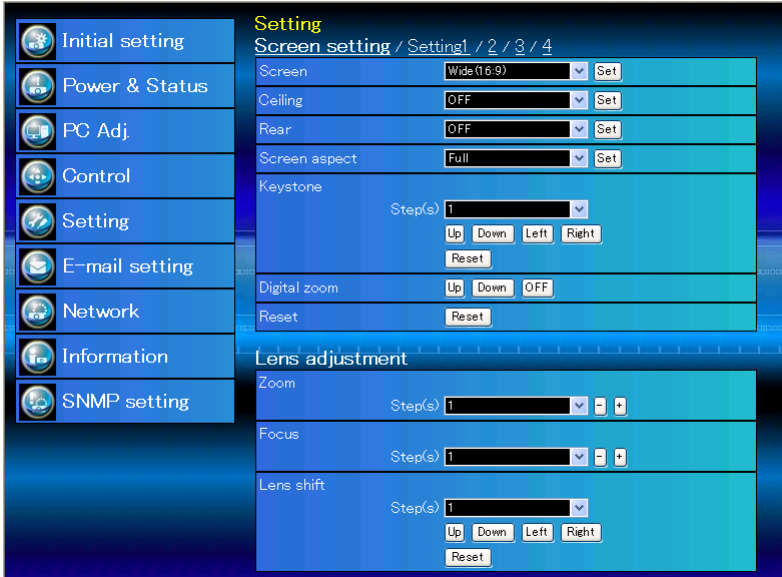 Initial setting
Power & Status
PC Adj.
Control
Setting
E-mail setting
Network
Information
SNMP setting
Setting
Screen setting / Setting1 / 2 / 3 / 4
Screen Wide(16:9) Set
Ceiling OFF Set
Rear OFF Set
Screen aspect Full Set
Keystone
Step(s) 1
Up Down Left Right
Reset
Digital zoom Up Down OFF
Reset Reset
Lens adjustment
Zoom
Step(s) 1 - +
Focus
Step(s) 1 - +
Lens shift
Step(s) 1
Up Down Left Right
Reset